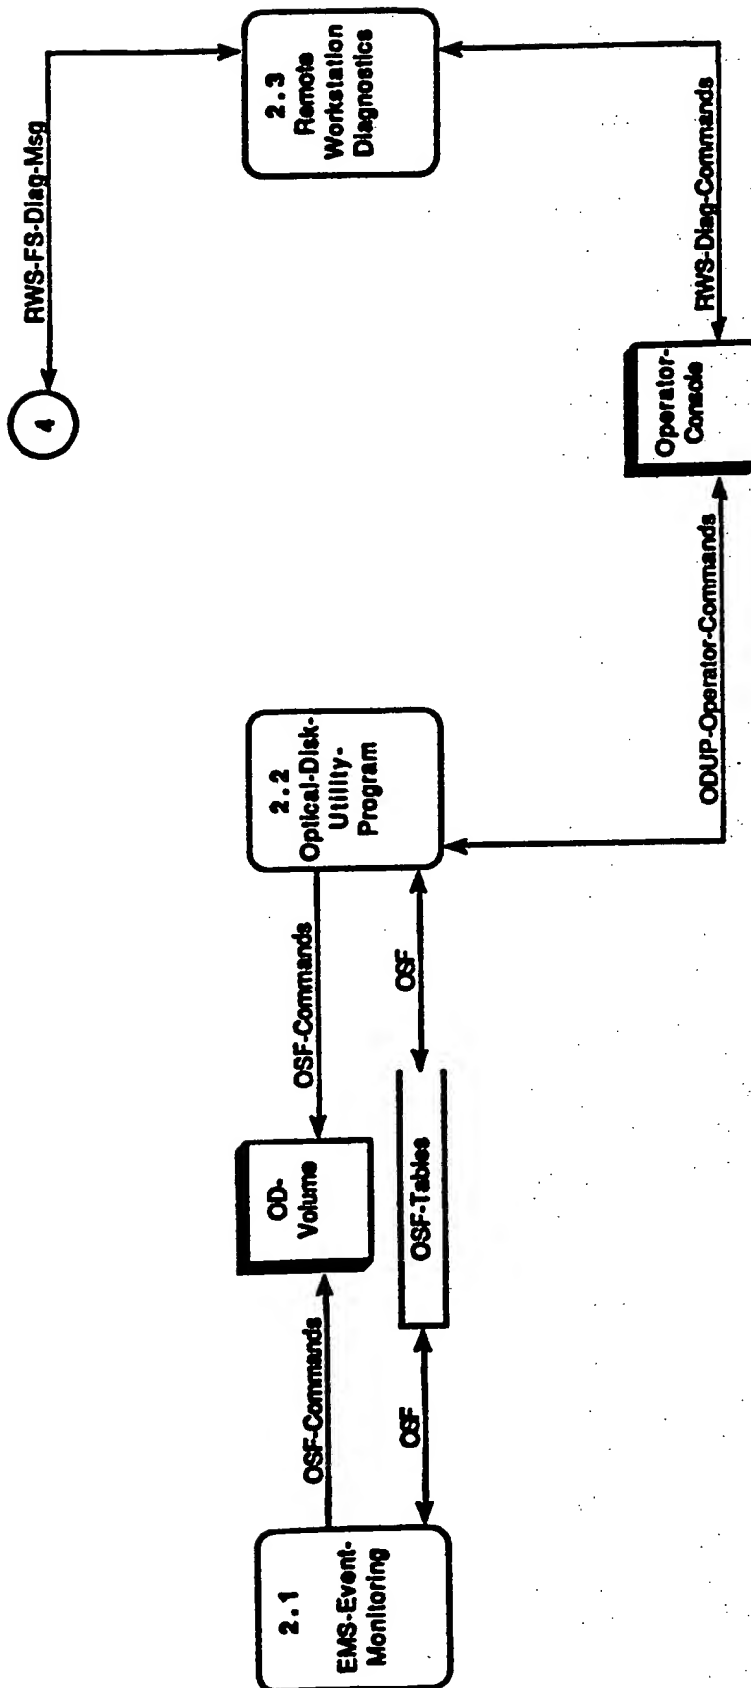 2.1
EMS-Event-
Monitoring
OSF-Commands
OSF
OD-
Volume
OSF-Tables
OSF-Commands
OSF
2.2
Optical-Disk-
Utility-
Program
ODUP-Operator-Commands
Operator-
Console
4
RWS-FS-Diag-Msg
RWS-Diag-Commands
2.3
Remote
Workstation
Diagnostics